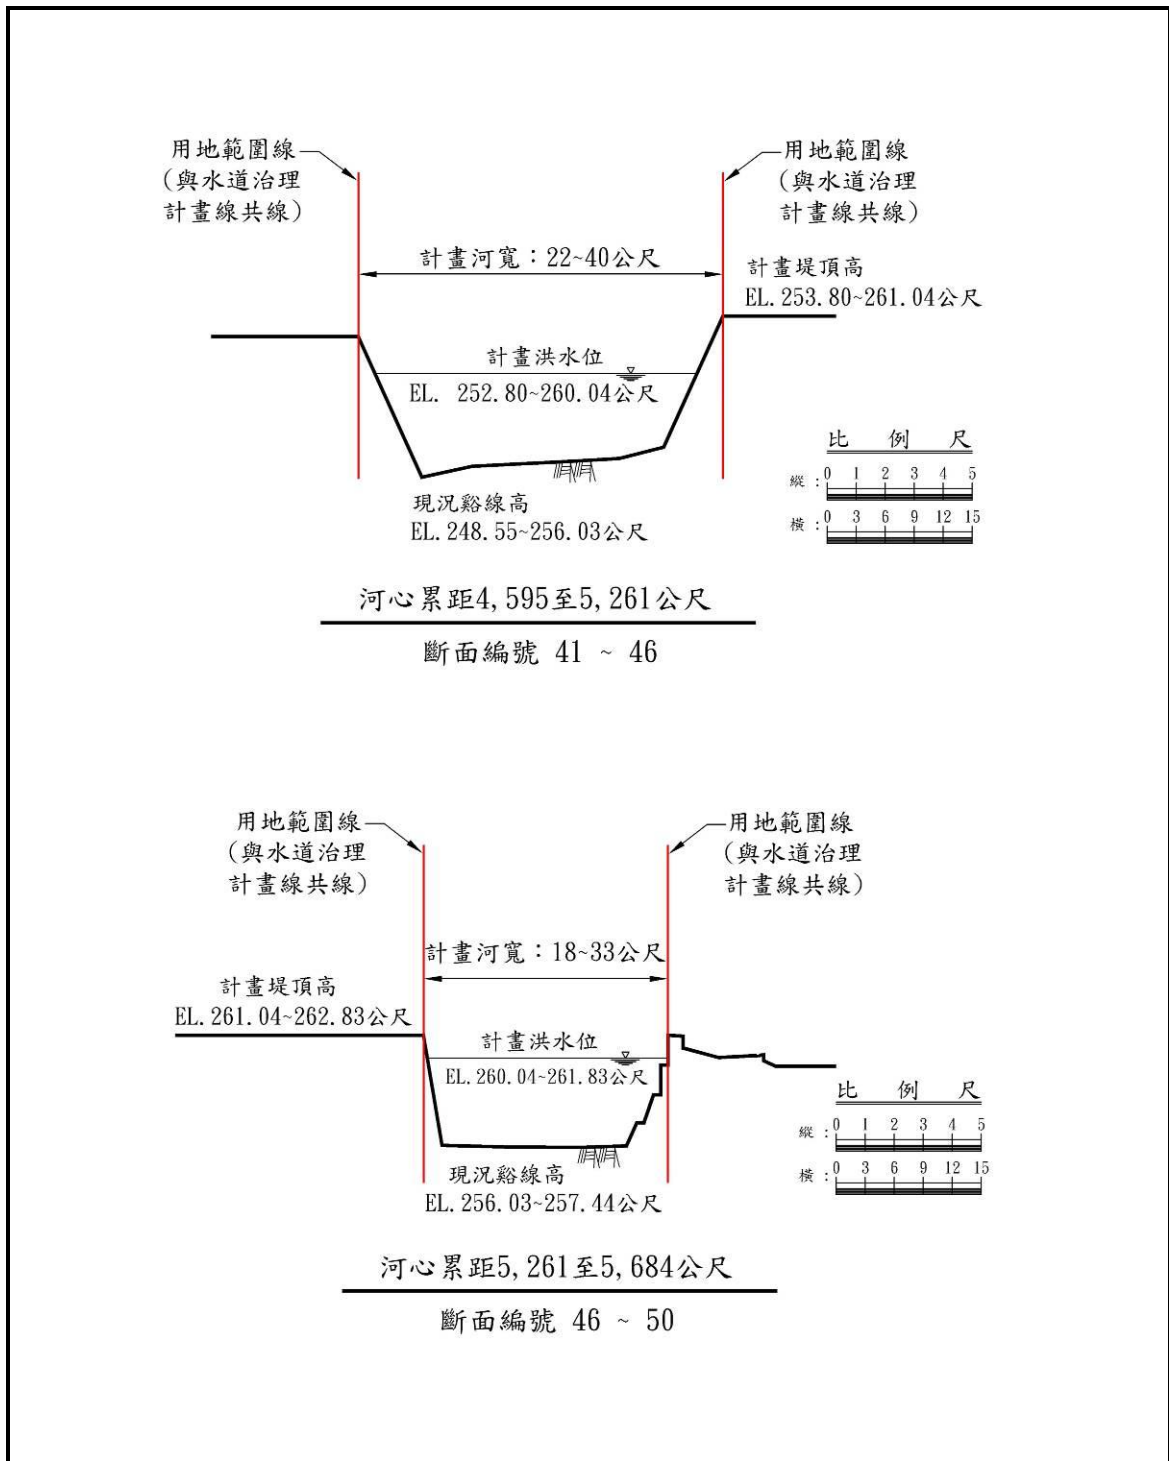 用地範圍線
(與水道治理
計畫線共線)
用地範圍線
(與水道治理
計畫線共線)
計畫河寬：22~40公尺
計畫堤頂高
EL.253.80~261.04公尺
計畫洪水位
EL. 252.80~260.04公尺
現況谿線高
EL.248.55~256.03公尺
比 例 尺
縱：0 1 2 3 4 5
橫：0 3 6 9 12 15
河心累距4,595至5,261公尺
斷面編號 41 ~ 46
用地範圍線
(與水道治理
計畫線共線)
用地範圍線
(與水道治理
計畫線共線)
計畫河寬：18~33公尺
計畫堤頂高
EL.261.04~262.83公尺
計畫洪水位
EL.260.04~261.83公尺
現況谿線高
EL.256.03~257.44公尺
比 例 尺
縱：0 1 2 3 4 5
橫：0 3 6 9 12 15
河心累距5,261至5,684公尺
斷面編號 46 ~ 50